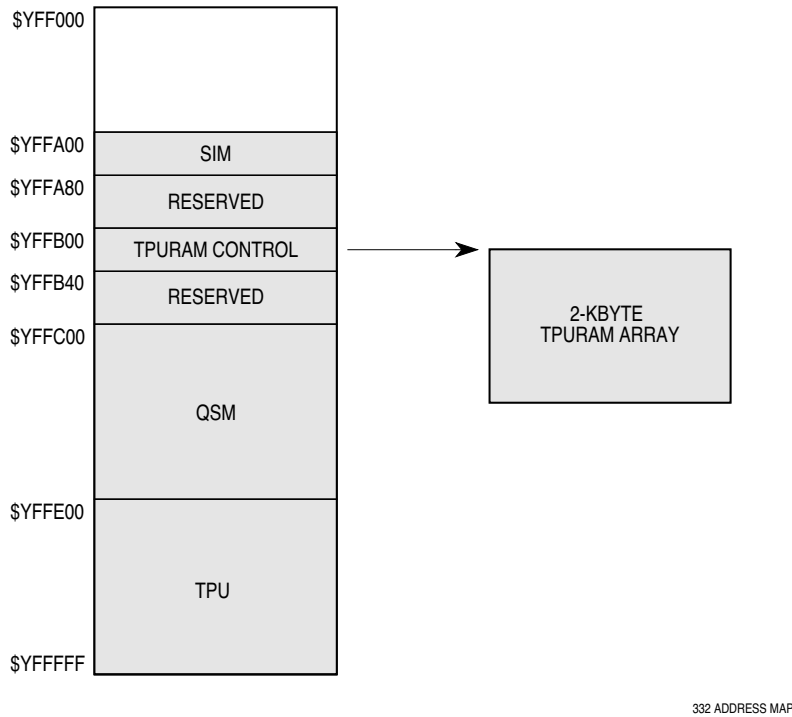 $YFF000
$YFFA00
SIM
$YFFA80
RESERVED
$YFFB00
TPURAM CONTROL
$YFFB40
RESERVED
2-KBYTE
TPURAM ARRAY
$YFFC00
QSM
$YFFE00
TPU
$YFFFFF
332 ADDRESS MAP